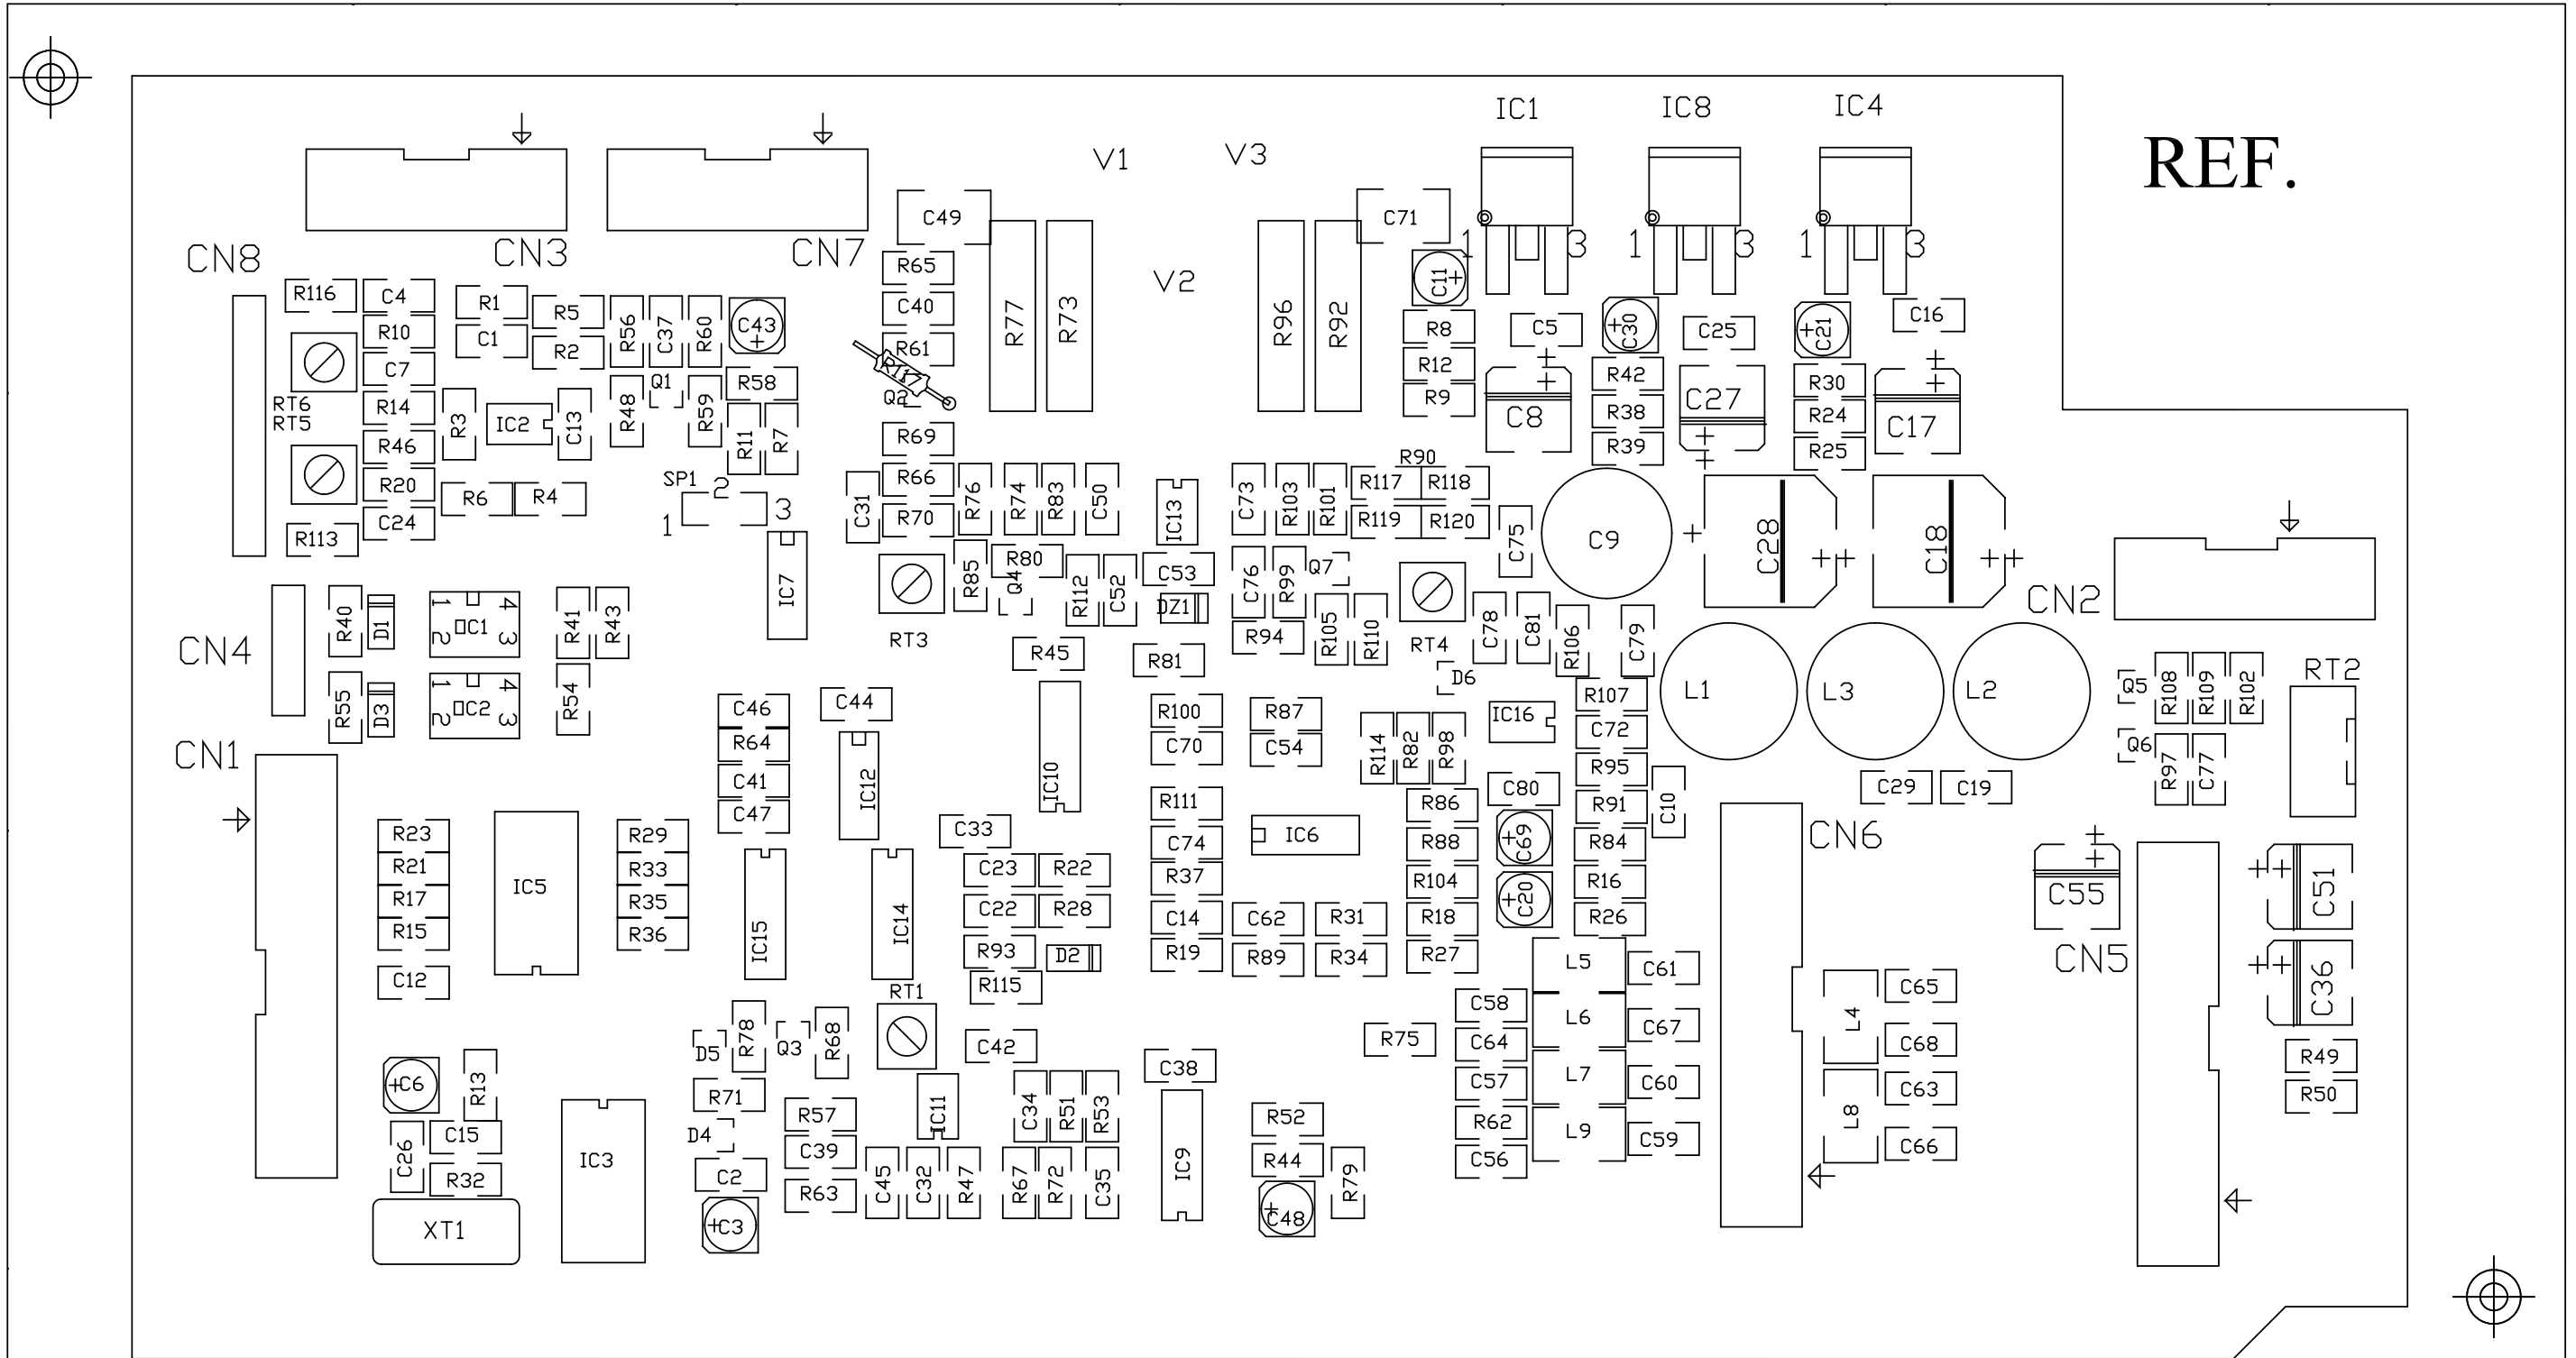 IC1 IC8 IC4
REF.
V1 V3
C49 C71
CN8 CN3 CN7 1 3 1 3 1 3
R65 V2 C11
R116 C4 R1 C40 R77 R73 R96 R92 C5 C30 C25 C21 C16
R10 C1 R5 R2 R56 C37 R60 C43 R61 R8
C7 R117 R12 R42 R30
RT6 R14 Q1 R58 Q2 R9 R38 C27 R24 C17
RT5 R3 IC2 C13 R48 R59 R11 R7 R69 C8 R39 R25
R46 R90
R20 R6 R4 SP1 2 R66 R76 R74 R83 C50 IC13 C73 R103 R101 R117 R118
C24 1 3 C31 R70 R119 R120 C75 C9 C28 C18
R113 IC7 R85 R80 Q4 R112 C52 C53 C76 R99 Q7
R40 D1 1 4 OC1 2 3 R41 R43 RT3 DZ1 R94 R105 R110 RT4 C78 C81 R106 C79 CN2
CN4 R45 R81 D6 RT2
R55 D3 1 4 OC2 2 3 R54 C46 C44 R100 R87 IC16 R107 L1 L3 L2 Q5 R108 R109 R102
CN1 R64 C70 C54 R114 R82 R98 C72 Q6
C41 IC12 IC10 R95 R97 C77
C47 R111 R86 C80 R91 C10 C29 C19
R23 R29 C33 C74 IC6 R88 C69 R84 CN6
R21 R33 C23 R22 R37 R104 R16
R17 IC5 R35 C22 R28 C14 C62 R31 R18 C20 R26 C55 C51
R15 R36 IC15 IC14 R93 D2 R19 R89 R34 R27 L5 C61 CN5
C12 RT1 R115 C58 C65 C36
D5 R78 Q3 R68 C42 R75 C64 L6 C67 L4 C68
C6 R13 R71 C38 C57 L7 C60 C63 R49
R57 IC11 C34 R51 R53 R52 R62 L8 R50
C26 C15 D4 C39 R44 C56 L9 C59 C66
R32 IC3 C2 R63 C45 C32 R47 R67 R72 C35 IC9 R79
XT1 C3 C48